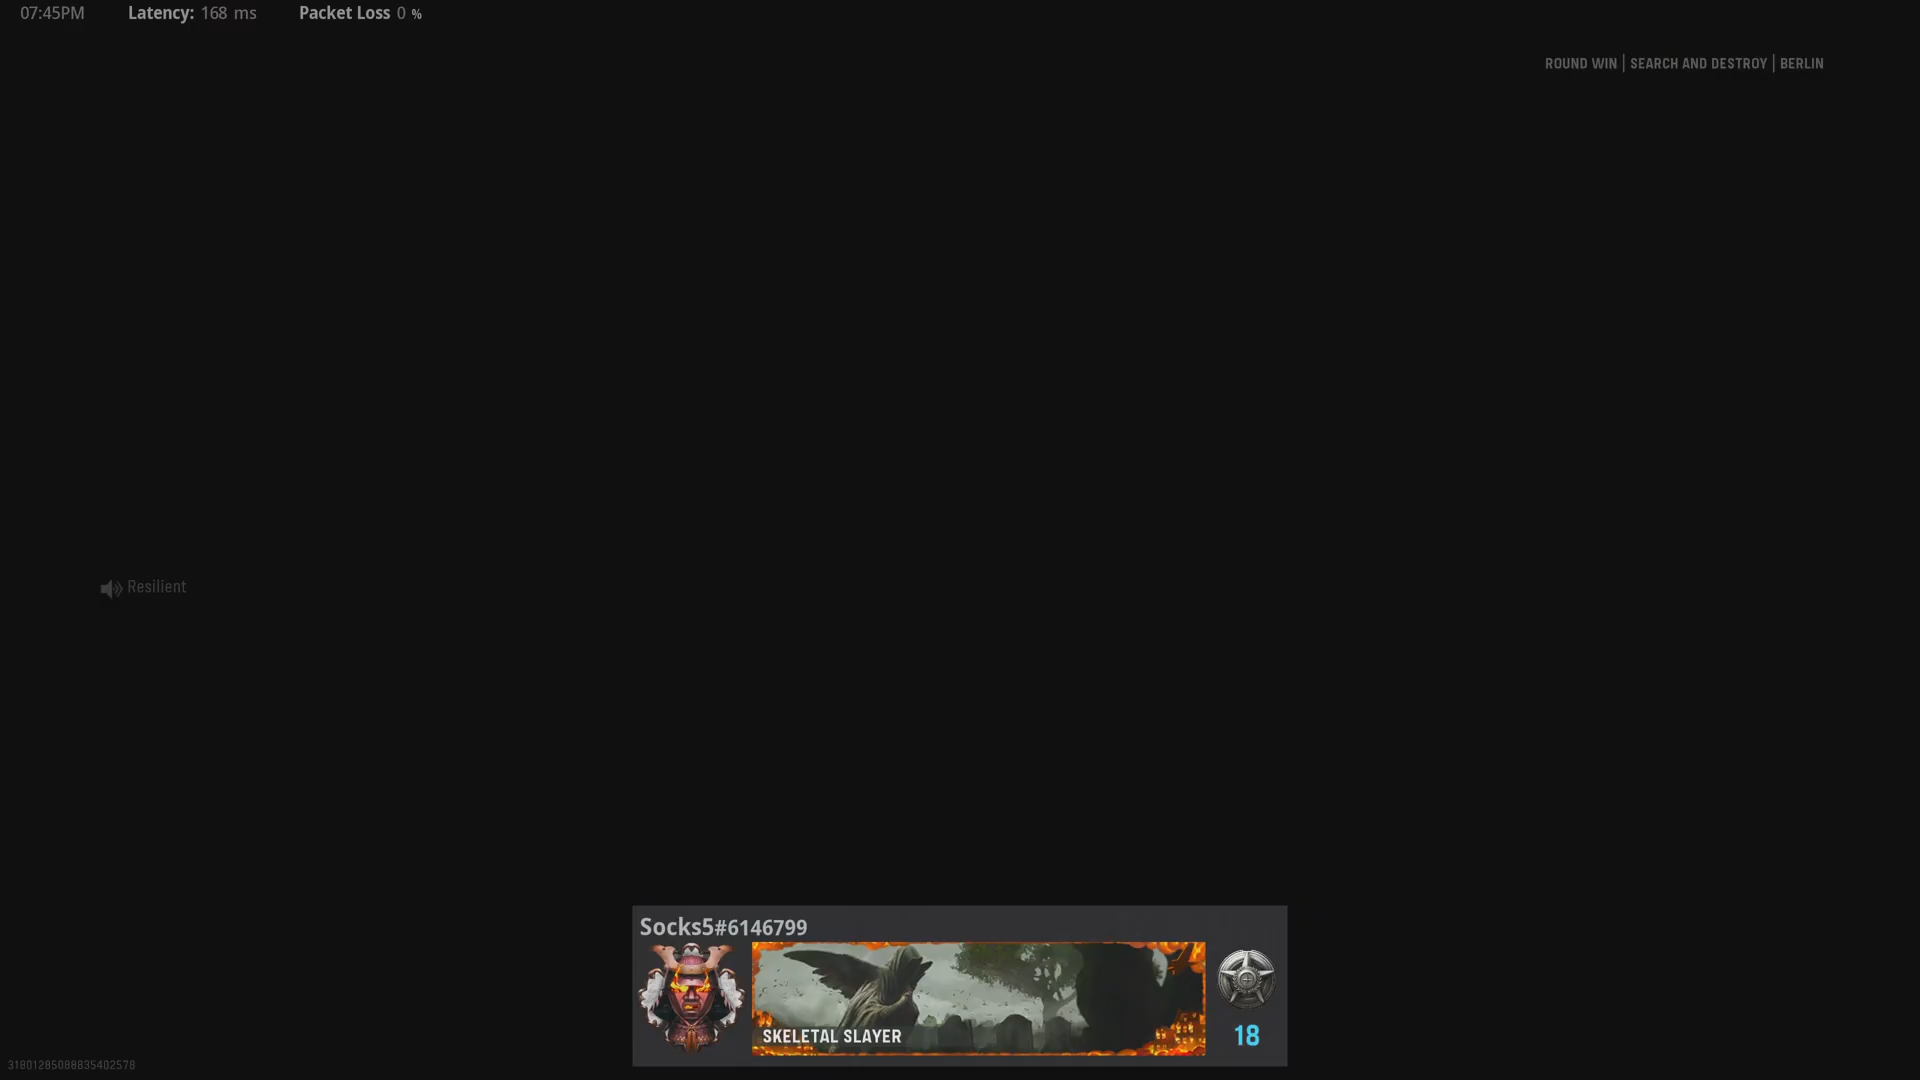 07:45PM Latency: 168 ms Packet Loss 0 %
ROUND WIN | SEARCH AND DESTROY | BERLIN
Resilient
Socks5#6146799
SKELETAL SLAYER
18
31801285088835402578